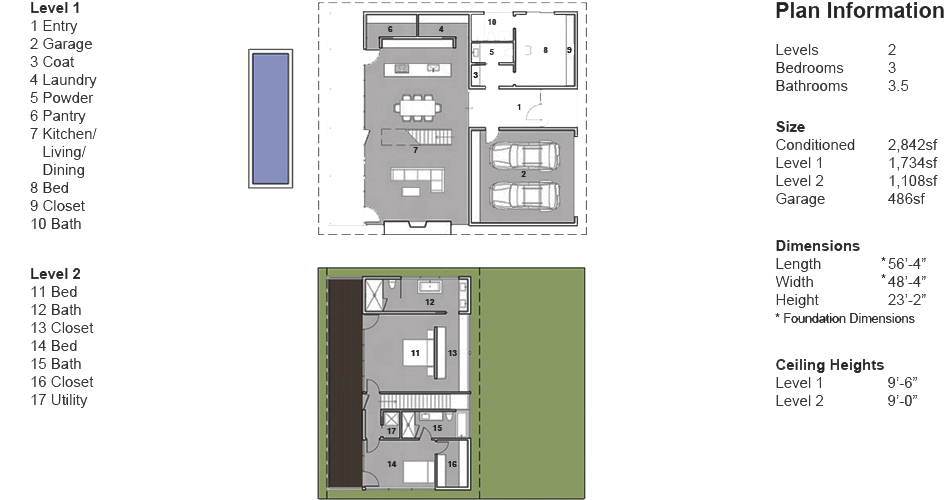 Level 1
1 Entry
2 Garage
3 Coat
4 Laundry
5 Powder
6 Pantry
7 Kitchen/
Living/
Dining
8 Bed
9 Closet
10 Bath
Level 2
11 Bed
12 Bath
13 Closet
14 Bed
15 Bath
16 Closet
17 Utility
6
4
10
5
8
9
3
1
7
2
12
11
13
17
15
14
16
Plan Information
Levels 2
Bedrooms 3
Bathrooms 3.5
Size
Conditioned 2,842sf
Level 1 1,734sf
Level 2 1,108sf
Garage 486sf
Dimensions
Length *56'-4"
Width *48'-4"
Height 23'-2"
* Foundation Dimensions
Ceiling Heights
Level 1 9'-6"
Level 2 9'-0"